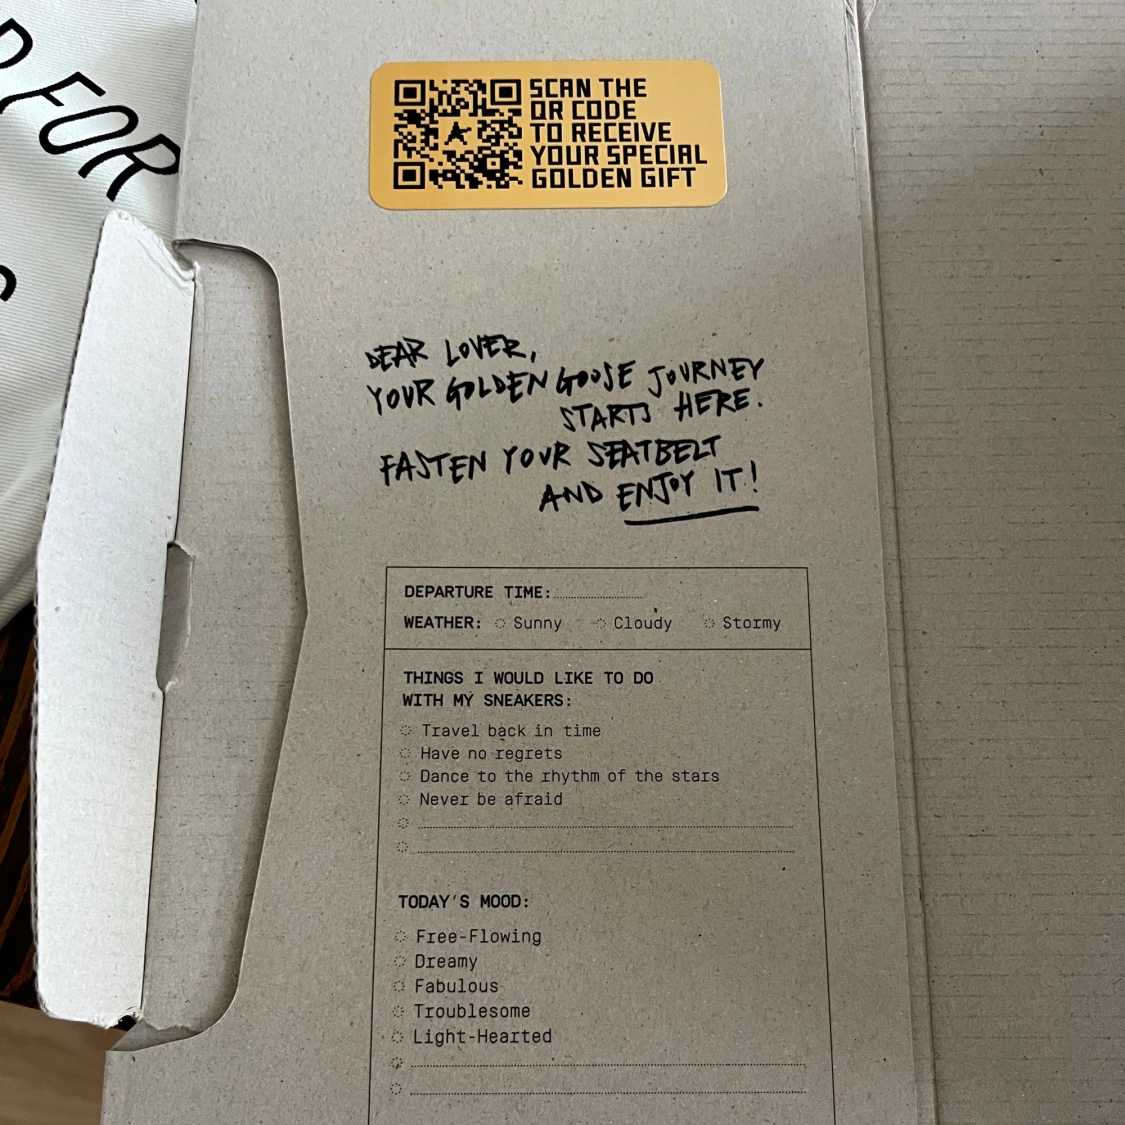 FOR
SCAN THE
QR CODE
TO RECEIVE
YOUR SPECIAL
GOLDEN GIFT
DEAR LOVER,
YOUR GOLDEN GOOSE JOURNEY
STARTS HERE.
FASTEN YOUR SEATBELT
AND ENJOY IT!
DEPARTURE TIME:
WEATHER: Sunny Cloudy Stormy
THINGS I WOULD LIKE TO DO
WITH MY SNEAKERS:
Travel back in time
Have no regrets
Dance to the rhythm of the stars
Never be afraid
TODAY'S MOOD:
Free-Flowing
Dreamy
Fabulous
Troublesome
Light-Hearted